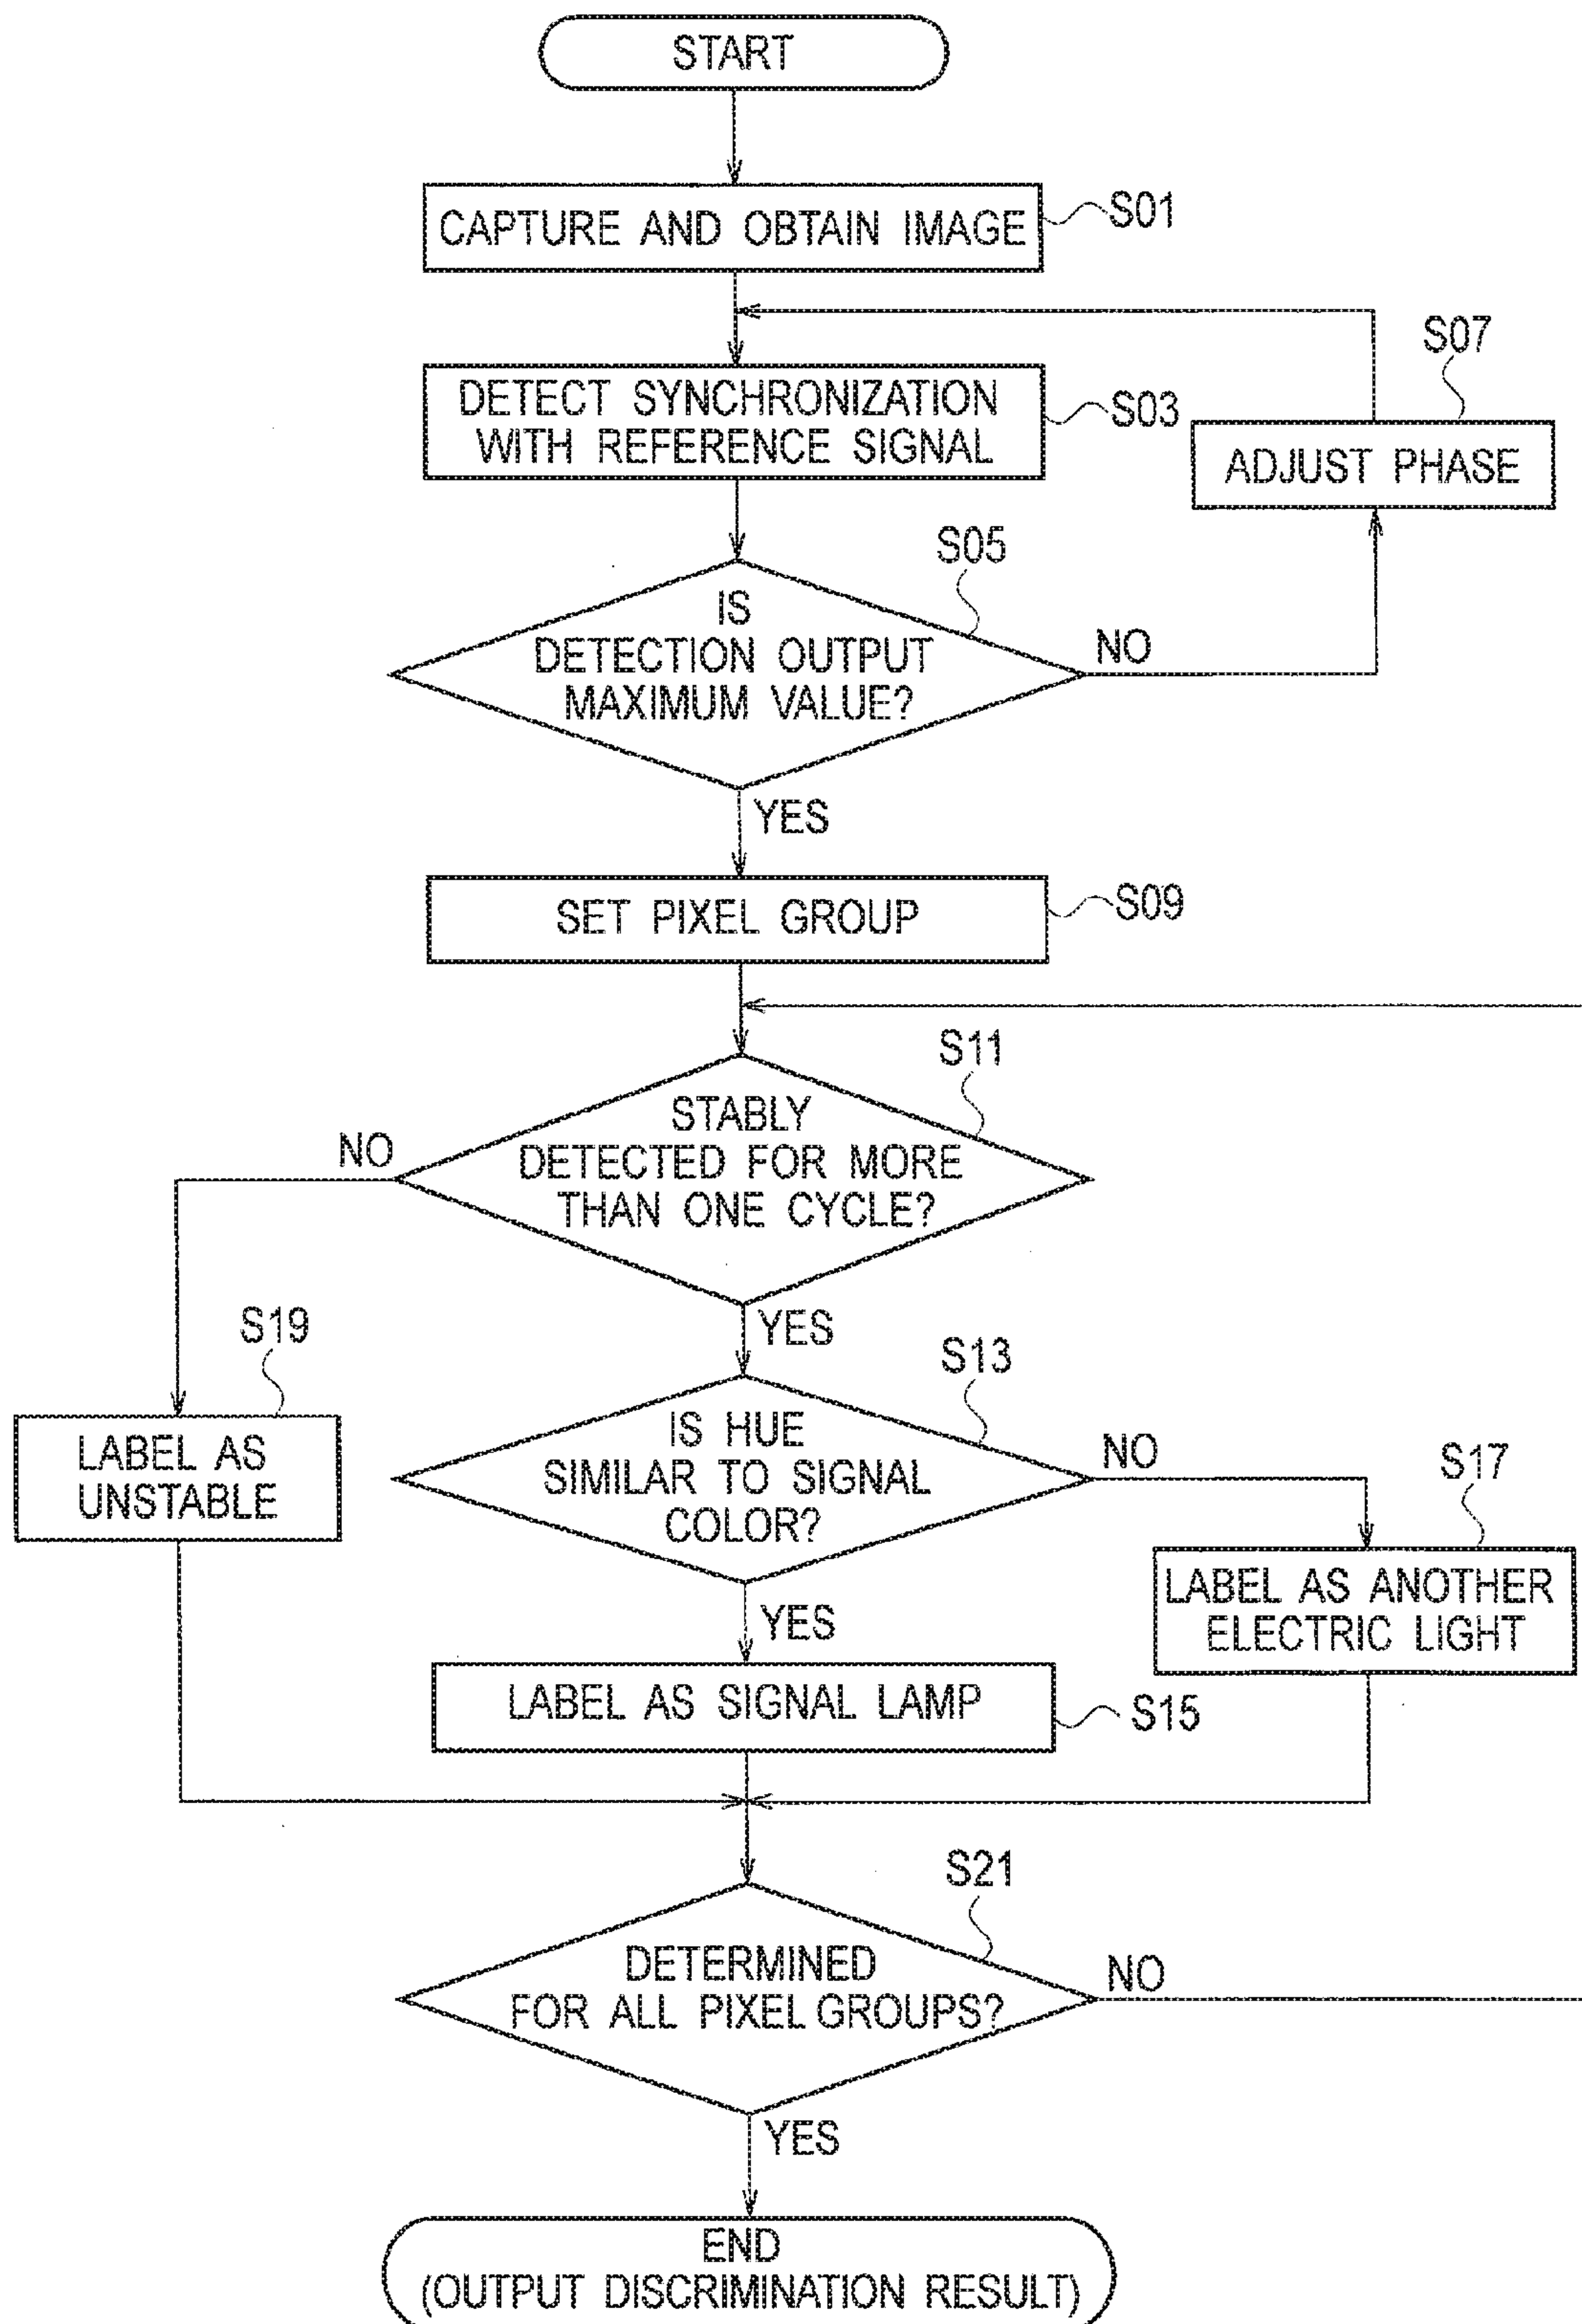 START
CAPTURE AND OBTAIN IMAGE
S01
S07
DETECT SYNCHRONIZATION
WITH REFERENCE SIGNAL
S03
ADJUST PHASE
S05
IS
DETECTION OUTPUT
MAXIMUM VALUE?
NO
YES
SET PIXEL GROUP
S09
S11
STABLY
DETECTED FOR MORE
THAN ONE CYCLE?
NO
YES
S19
LABEL AS
UNSTABLE
S13
IS HUE
SIMILAR TO SIGNAL
COLOR?
NO
YES
S17
LABEL AS ANOTHER
ELECTRIC LIGHT
LABEL AS SIGNAL LAMP
S15
S21
DETERMINED
FOR ALL PIXEL GROUPS?
NO
YES
END
(OUTPUT DISCRIMINATION RESULT)